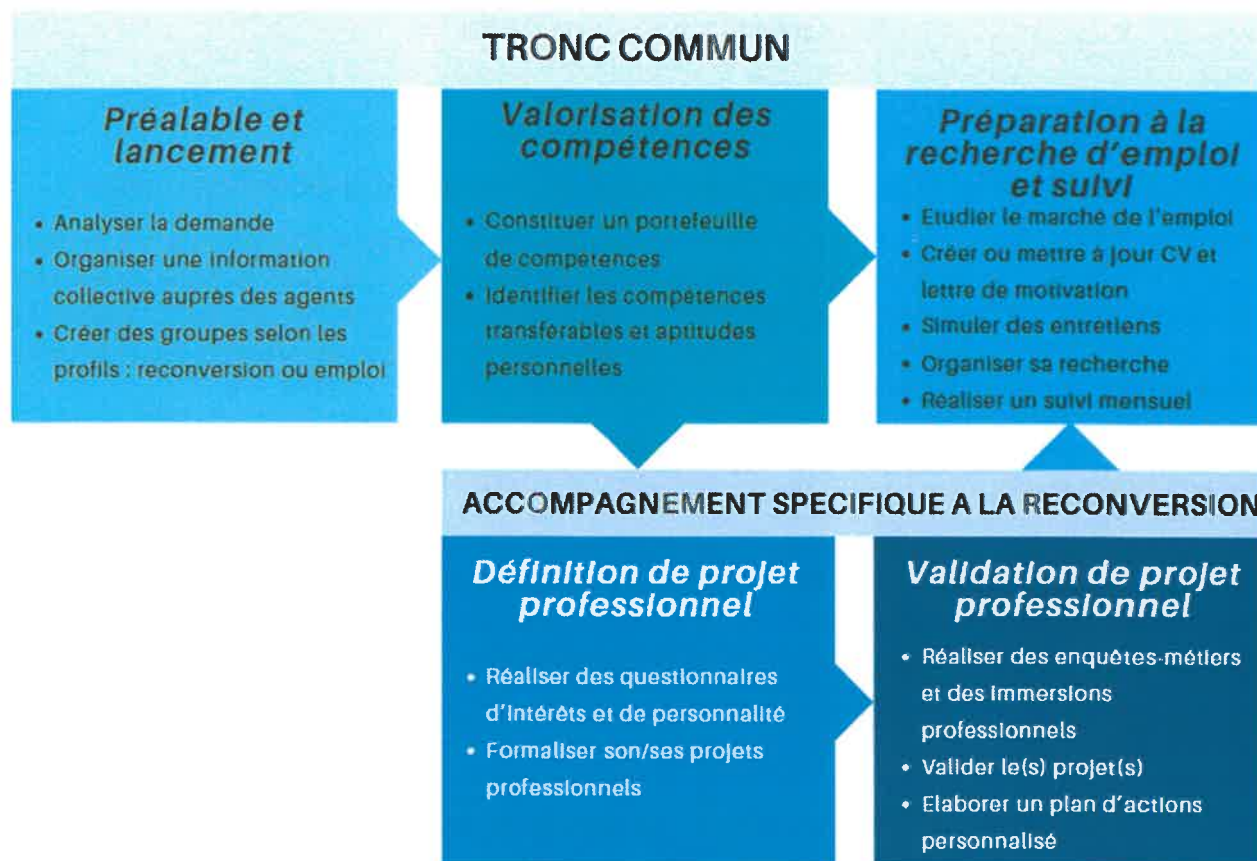 TRONC COMMUN
Préalable et
lancement
• Analyser la demande
• Organiser une information
collective auprès des agents
• Créer des groupes selon les
profils : reconversion ou emploi
Valorisation des
compétences
• Constituer un portefeuille
de compétences
• Identifier les compétences
transférables et aptitudes
personnelles
Préparation à la
recherche d'emploi
et suivi
• Etudier le marché de l'emploi
• Créer ou mettre à jour CV et
lettre de motivation
• Simuler des entretiens
• Organiser sa recherche
• Réaliser un suivi mensuel
ACCOMPAGNEMENT SPECIFIQUE A LA RECONVERSION
Définition de projet
professionnel
• Réaliser des questionnaires
d'intérêts et de personnalité
• Formaliser son/ses projets
professionnels
Validation de projet
professionnel
• Réaliser des enquêtes-métiers
et des immersions
professionnels
• Valider le(s) projet(s)
• Elaborer un plan d'actions
personnalisé